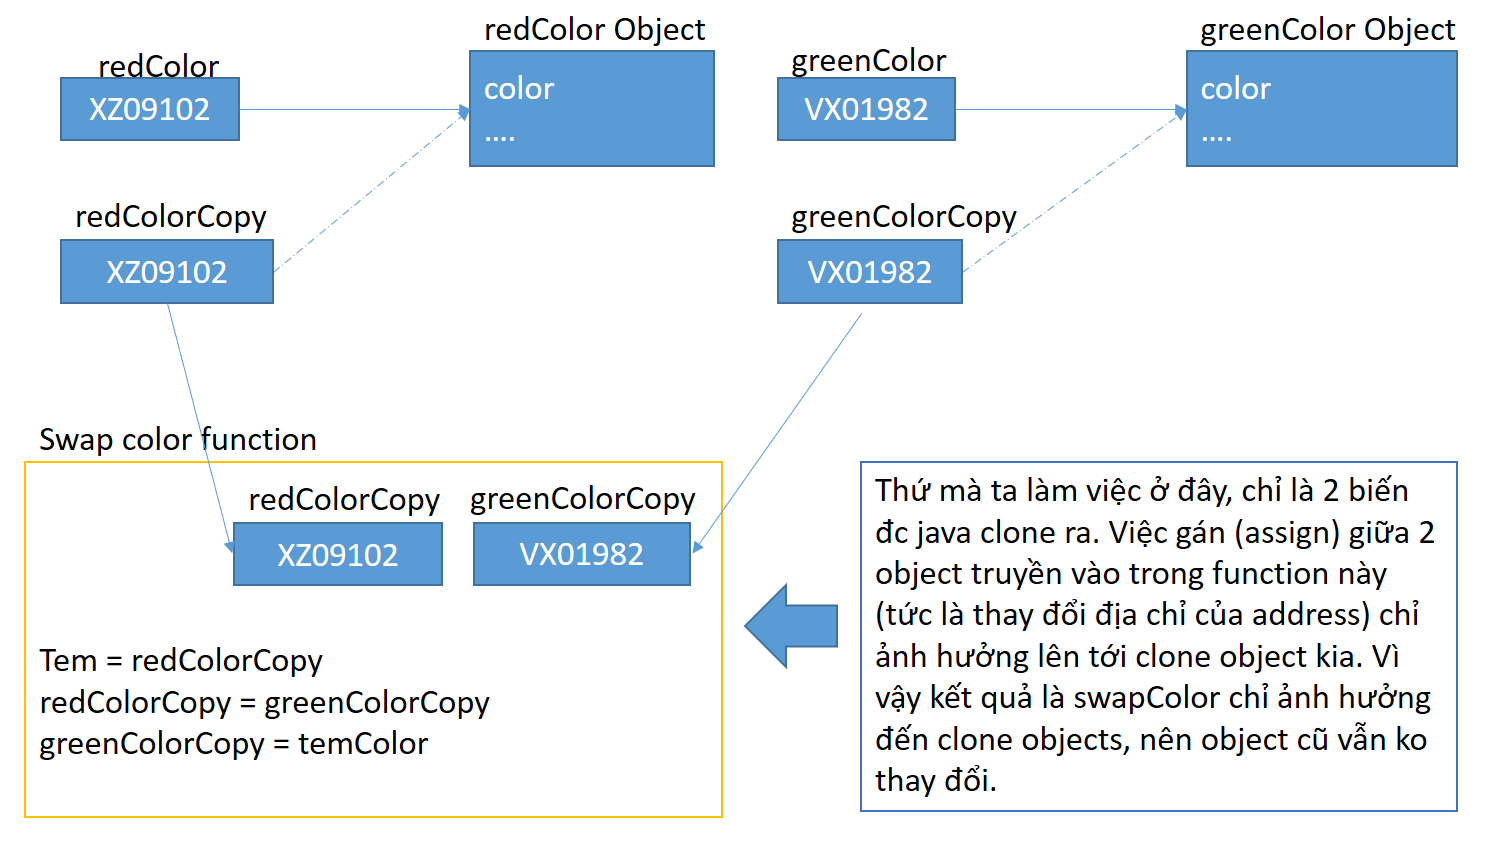 redColor Object
greenColor Object
redColor
greenColor
XZ09102
color
....
VX01982
color
....
redColorCopy
greenColorCopy
XZ09102
VX01982
Swap color function
redColorCopy
greenColorCopy
XZ09102
VX01982
Tem = redColorCopy
redColorCopy = greenColorCopy
greenColorCopy = temColor
Thứ mà ta làm việc ở đây, chỉ là 2 biến
đc java clone ra. Việc gán (assign) giữa 2
object truyền vào trong function này
(tức là thay đổi địa chỉ của address) chỉ
ảnh hưởng lên tới clone object kia. Vì
vậy kết quả là swapColor chỉ ảnh hưởng
đến clone objects, nên object cũ vẫn ko
thay đổi.